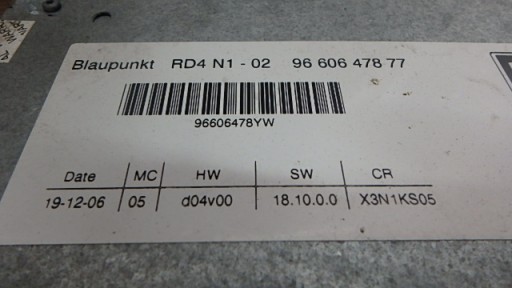 Blaupunkt RD4 N1 - 02 96 606 478 77
96606478YW
Date MC HW SW CR
19-12-06 05 d04v00 18.10.0.0 X3N1KS05